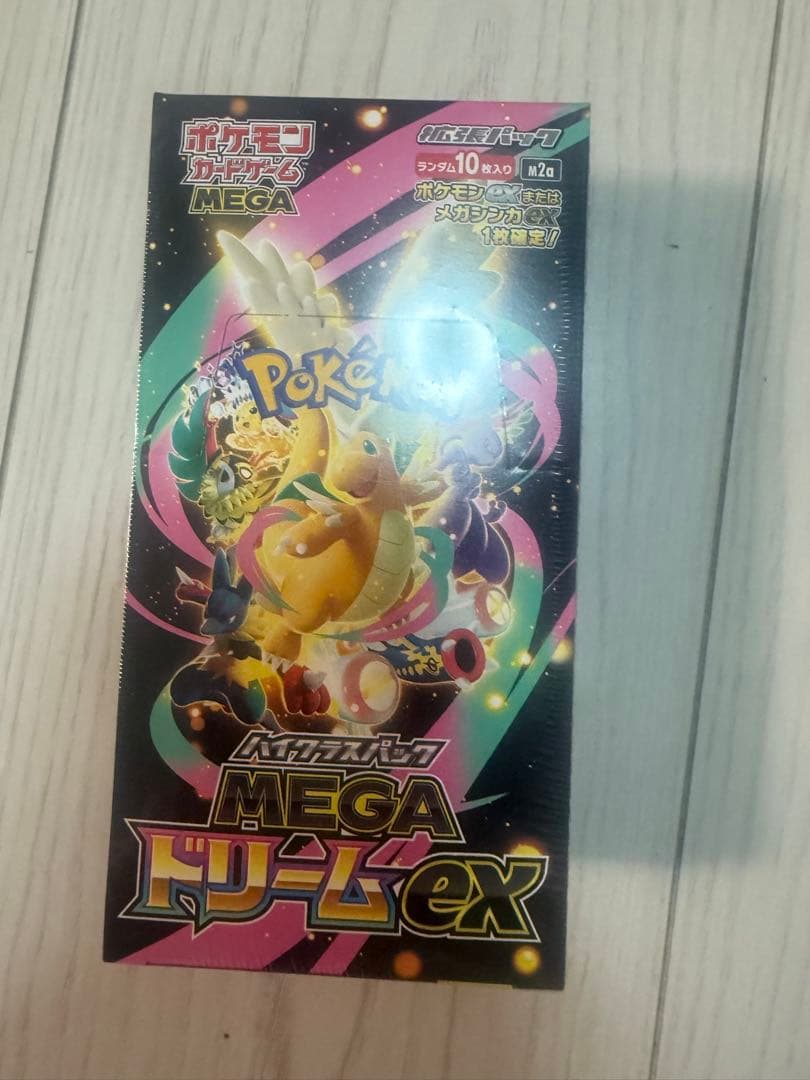 ポケモン
カードゲーム
MEGA
拡張パック
ランダム10枚入り
M2a
ポケモンexまたは
メガシンカex
1枚確定!
Pokémon
ハイクラスパック
MEGA
ドリームex